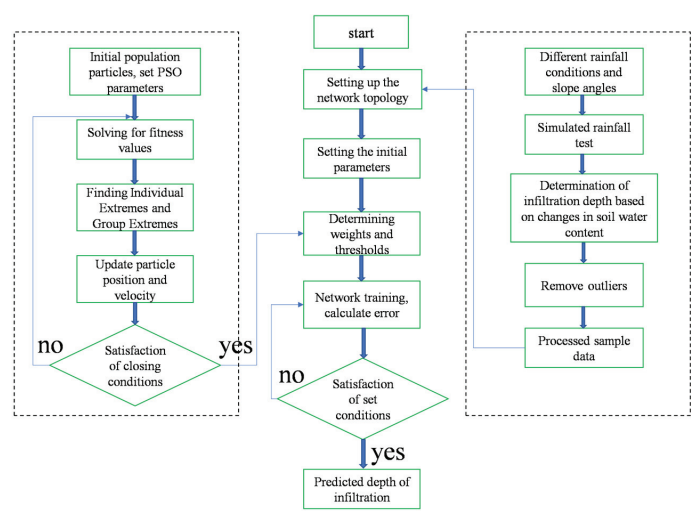 Initial population
particles, set PSO
parameters
Solving for fitness
values
Finding Individual
Extremes and
Group Extremes
Update particle
position and
velocity
no
Satisfaction
of closing
conditions
yes
start
Setting up the
network topology
Setting the initial
parameters
Determining
weights and
thresholds
Network training,
calculate error
no
Satisfaction
of set
conditions
yes
Predicted depth of
infiltration
Different rainfall
conditions and
slope angles
Simulated rainfall
test
Determination of
infiltration depth based
on changes in soil water
content
Remove outliers
Processed sample
data